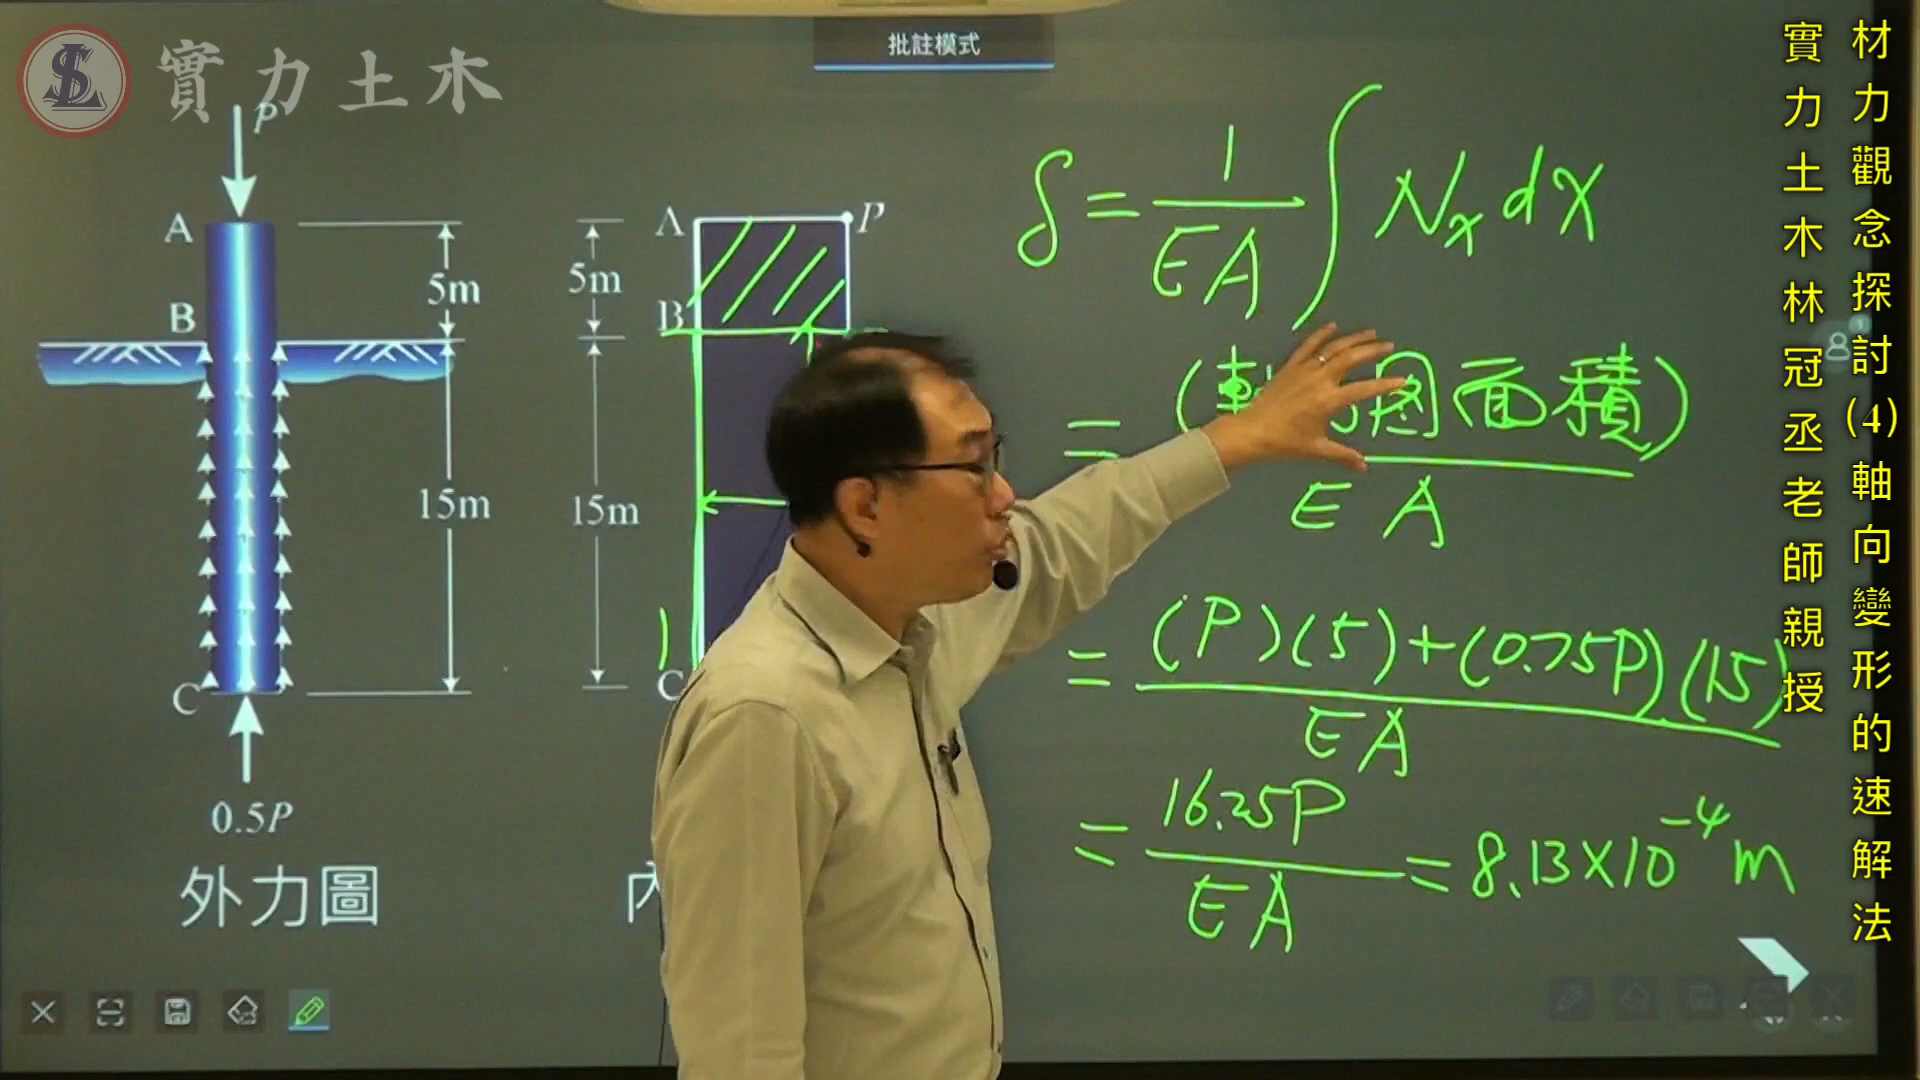 實力土木
批註模式
材力觀念探討(4)軸向變形的速解法
實力土木林冠丞老師親授
P
A
B
C
5m
15m
0.5P
外力圖
A
P
5m
B
15m
C
內
δ = 1/EA ∫ Nx dx
= (軸 圖面積) / EA
= (P)(5)+(0.75P)(15) / EA
= 16.25P / EA = 8.13×10⁻⁴ m